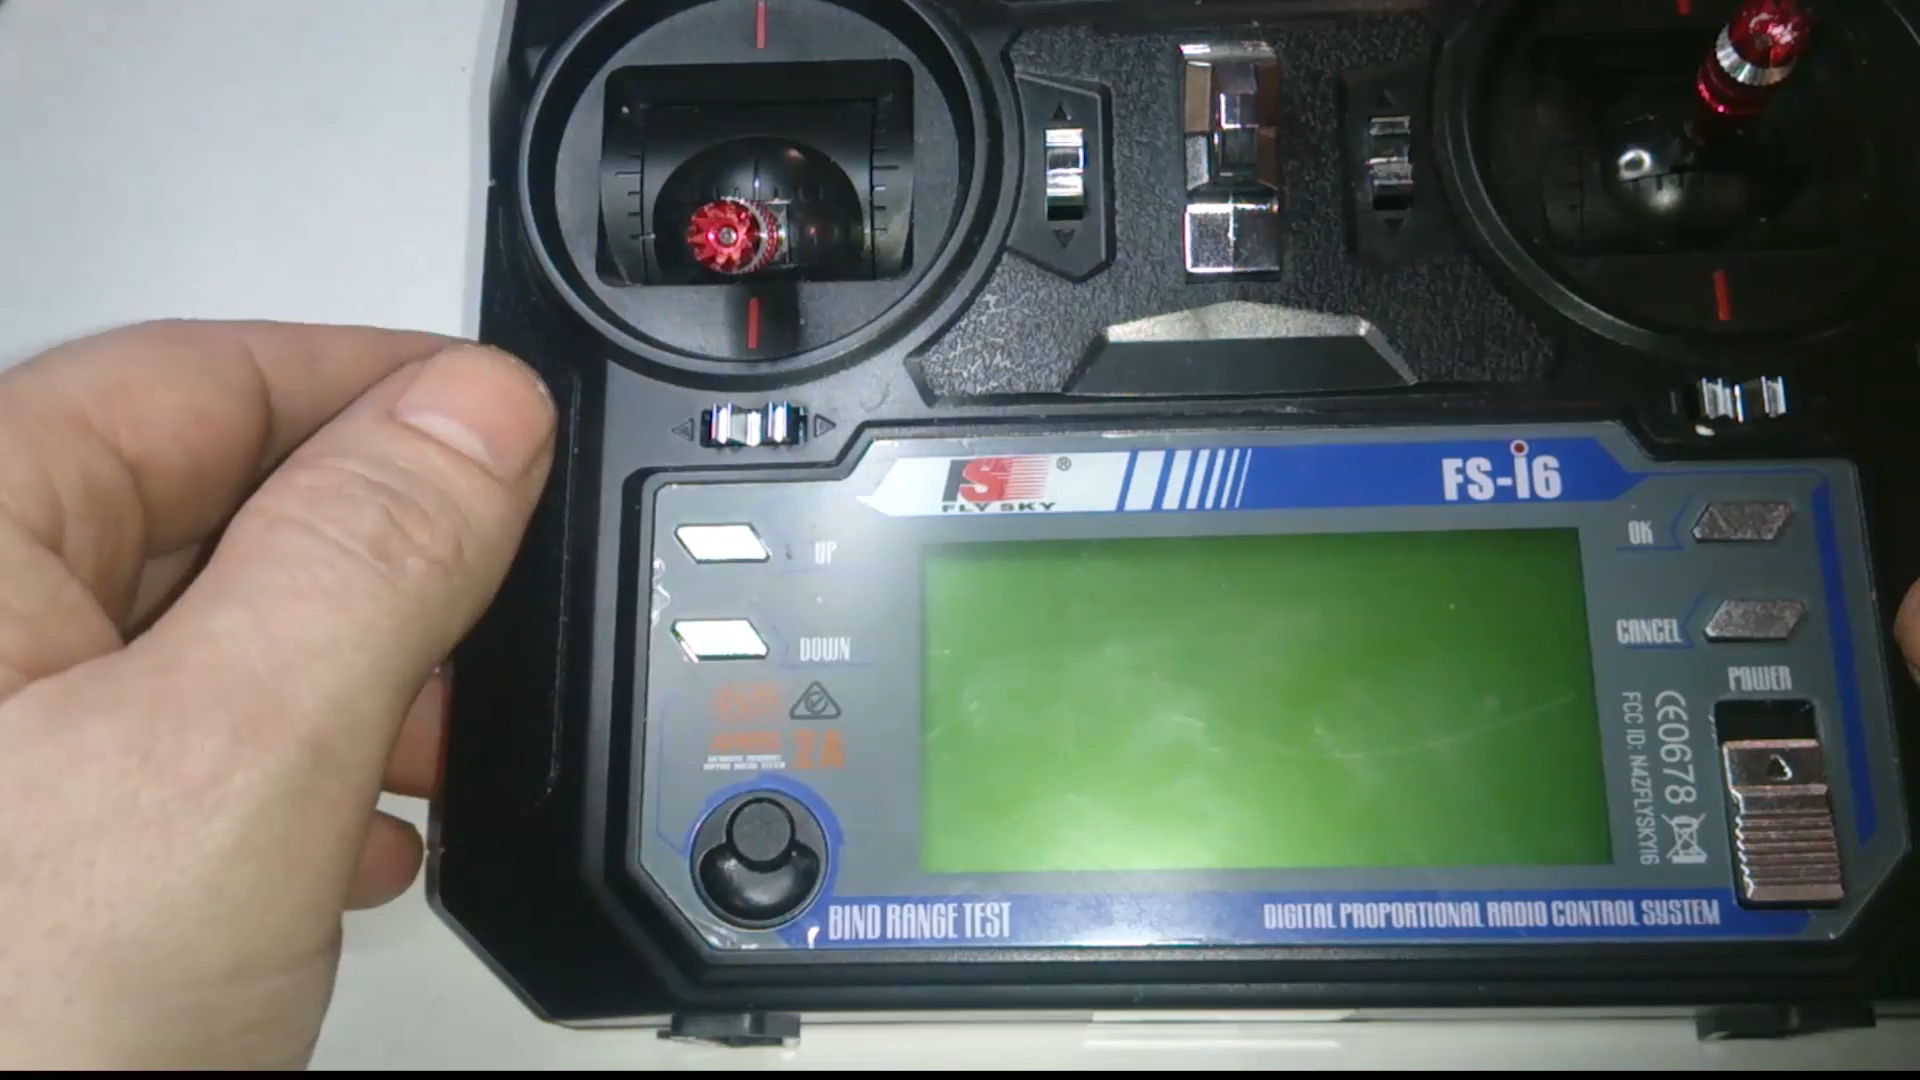 FS®
FLY SKY
FS-i6
UP
OK
DOWN
CANCEL
POWER
2A
CE0678
FCC ID: N4ZFLYSKYI6
BIND RANGE TEST
DIGITAL PROPORTIONAL RADIO CONTROL SYSTEM